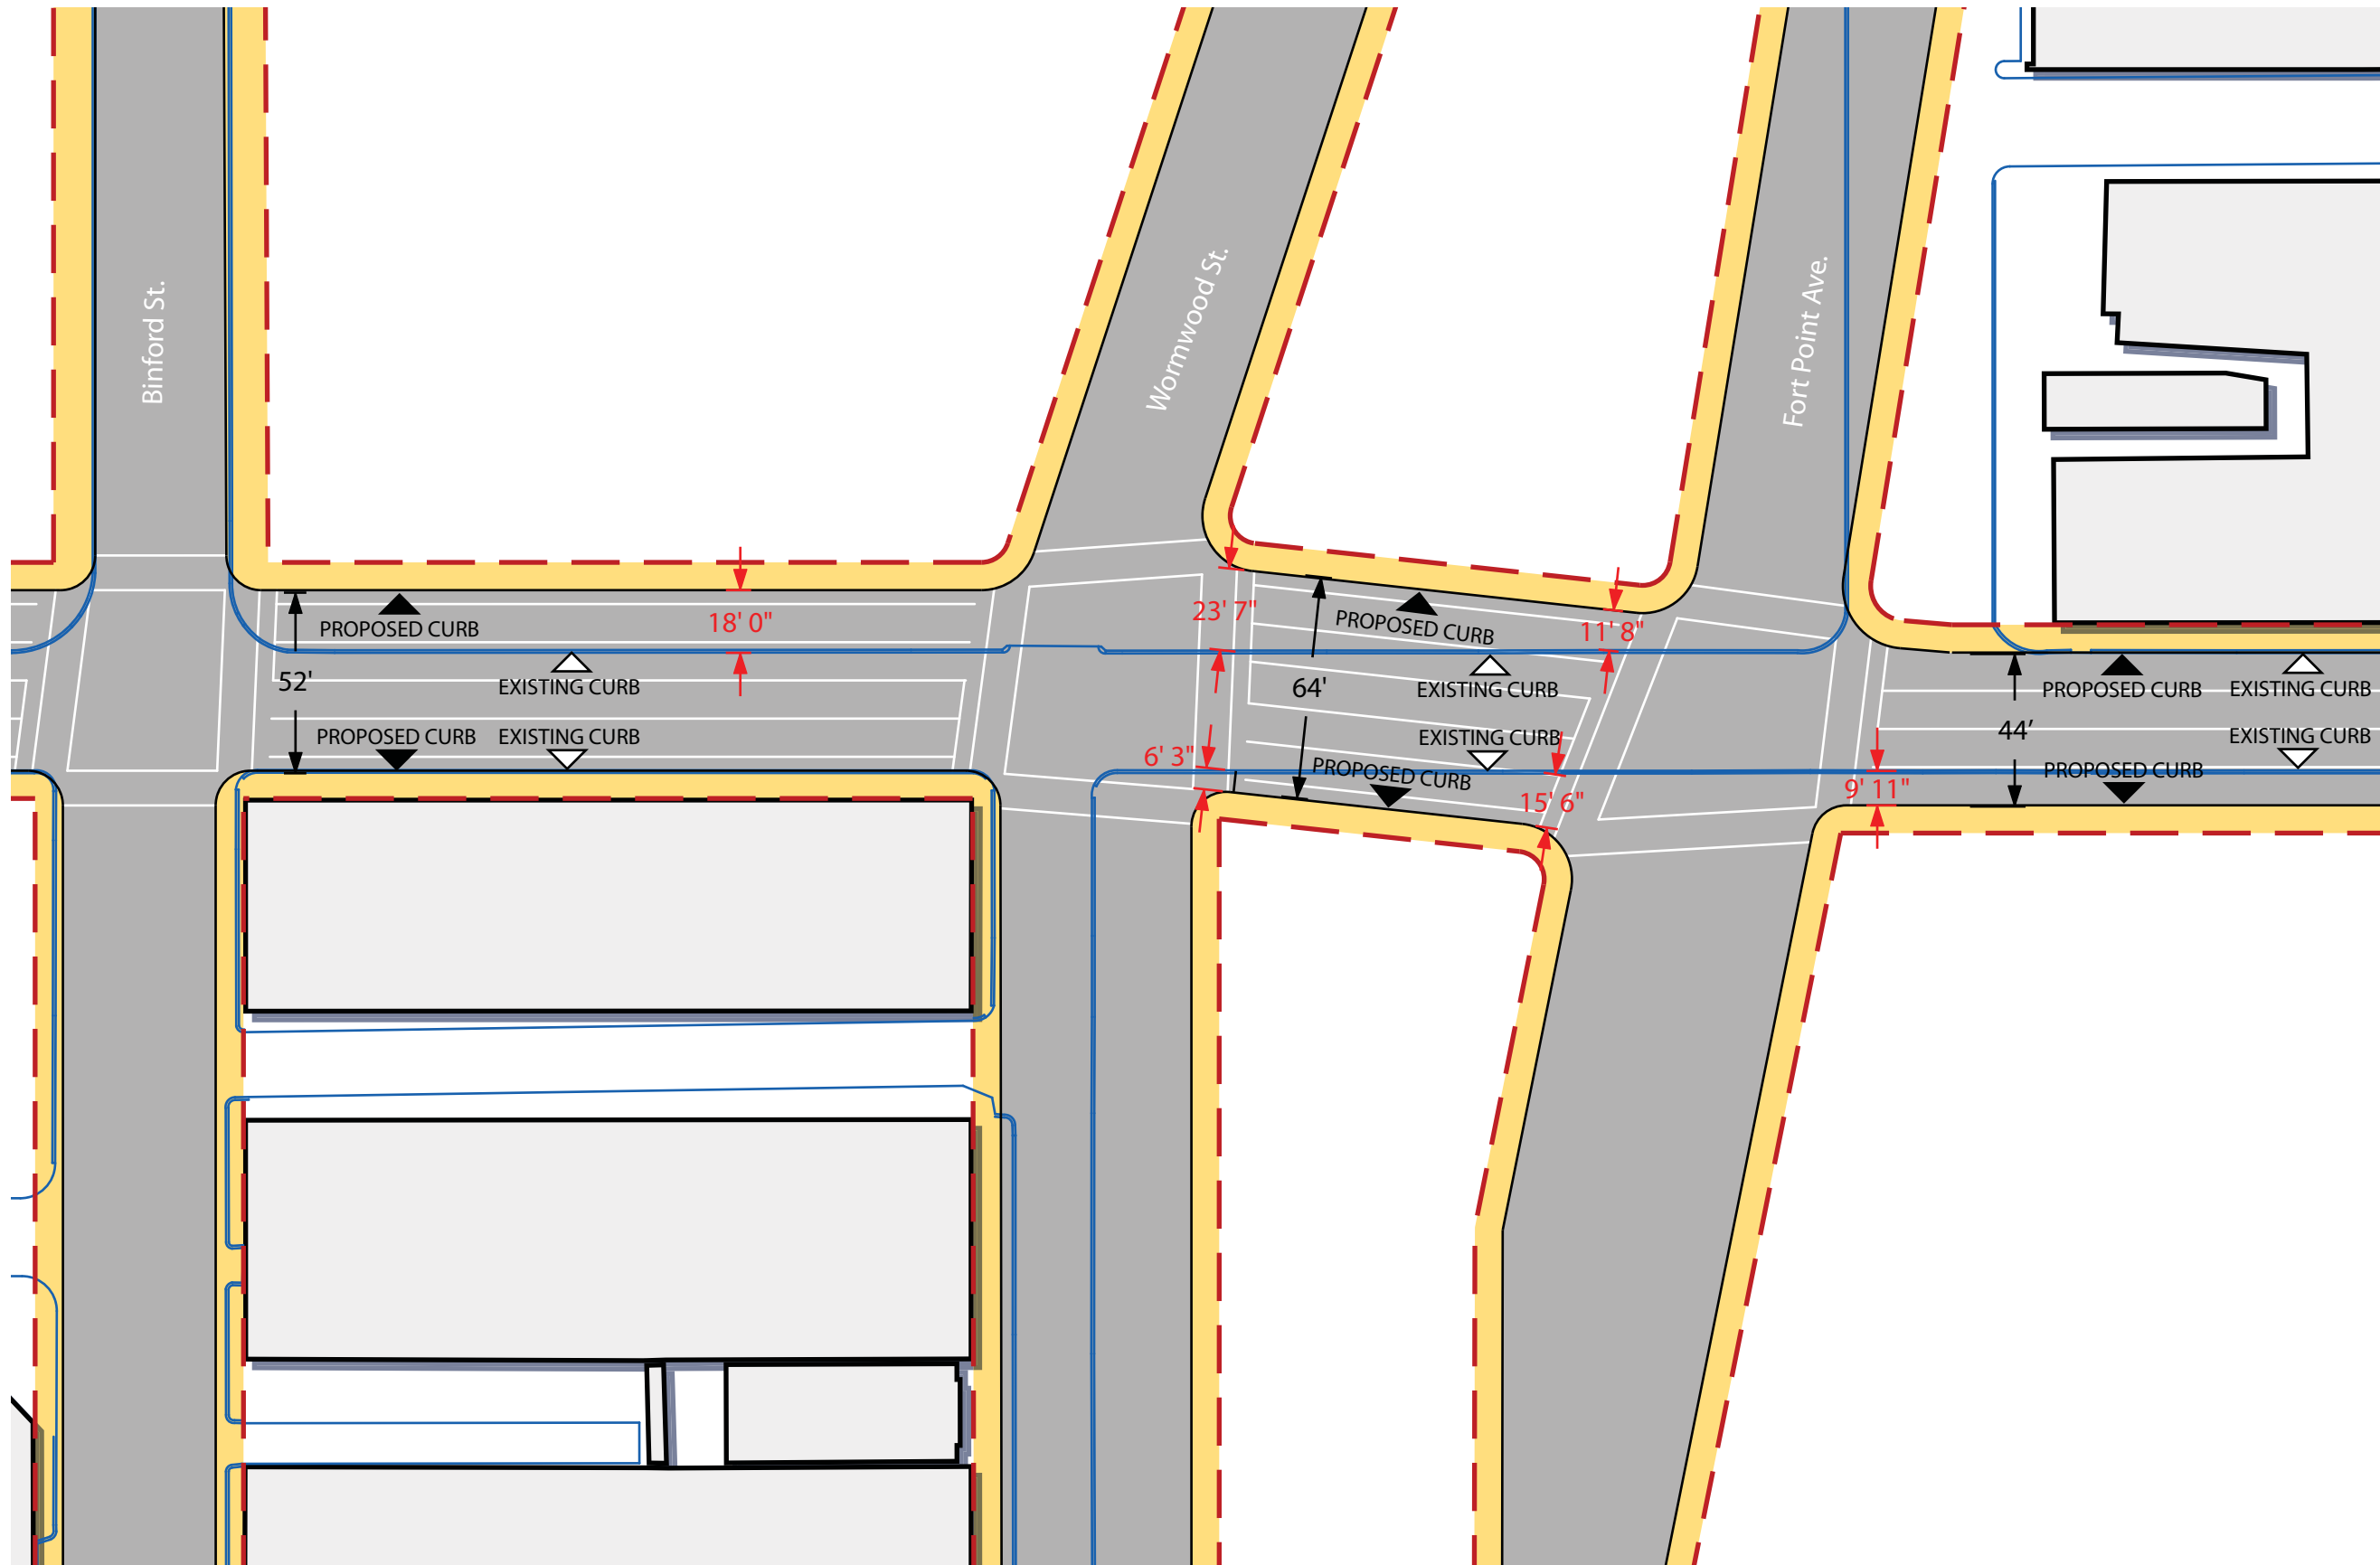 Binford St.
Wormwood St.
Fort Point Ave.
18' 0"
23' 7"
11' 8"
PROPOSED CURB
PROPOSED CURB
52'
EXISTING CURB
64'
EXISTING CURB
PROPOSED CURB
EXISTING CURB
PROPOSED CURB
EXISTING CURB
6' 3"
EXISTING CURB
44'
EXISTING CURB
PROPOSED CURB
PROPOSED CURB
15' 6"
9' 11"